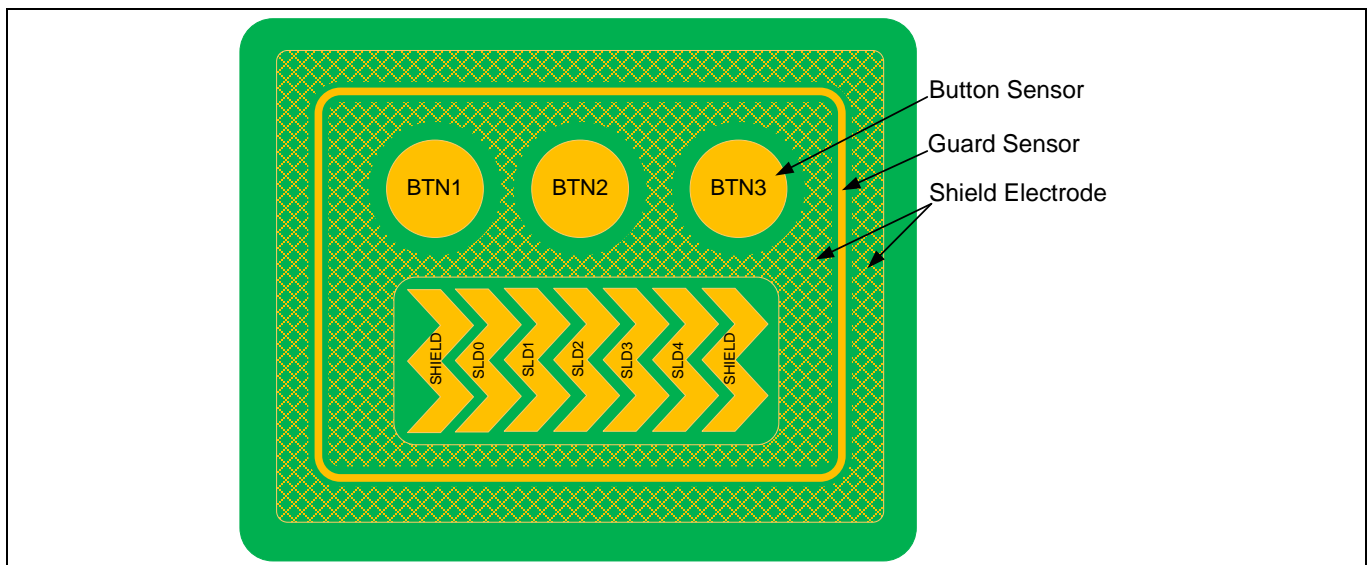 Button Sensor
Guard Sensor
Shield Electrode
BTN1
BTN2
BTN3
SHIELD
SLD0
SLD1
SLD2
SLD3
SLD4
SHIELD